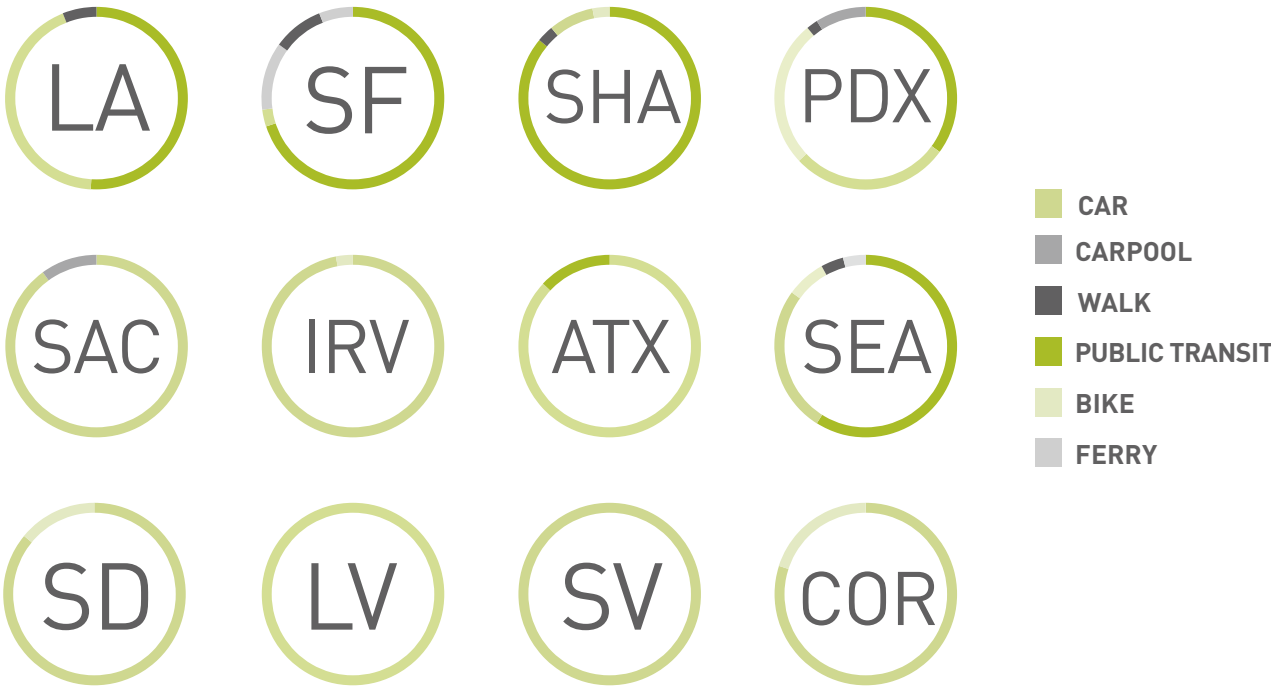 LA
SF
SHA
PDX
SAC
IRV
ATX
SEA
SD
LV
SV
COR
CAR
CARPOOL
WALK
PUBLIC TRANSIT
BIKE
FERRY